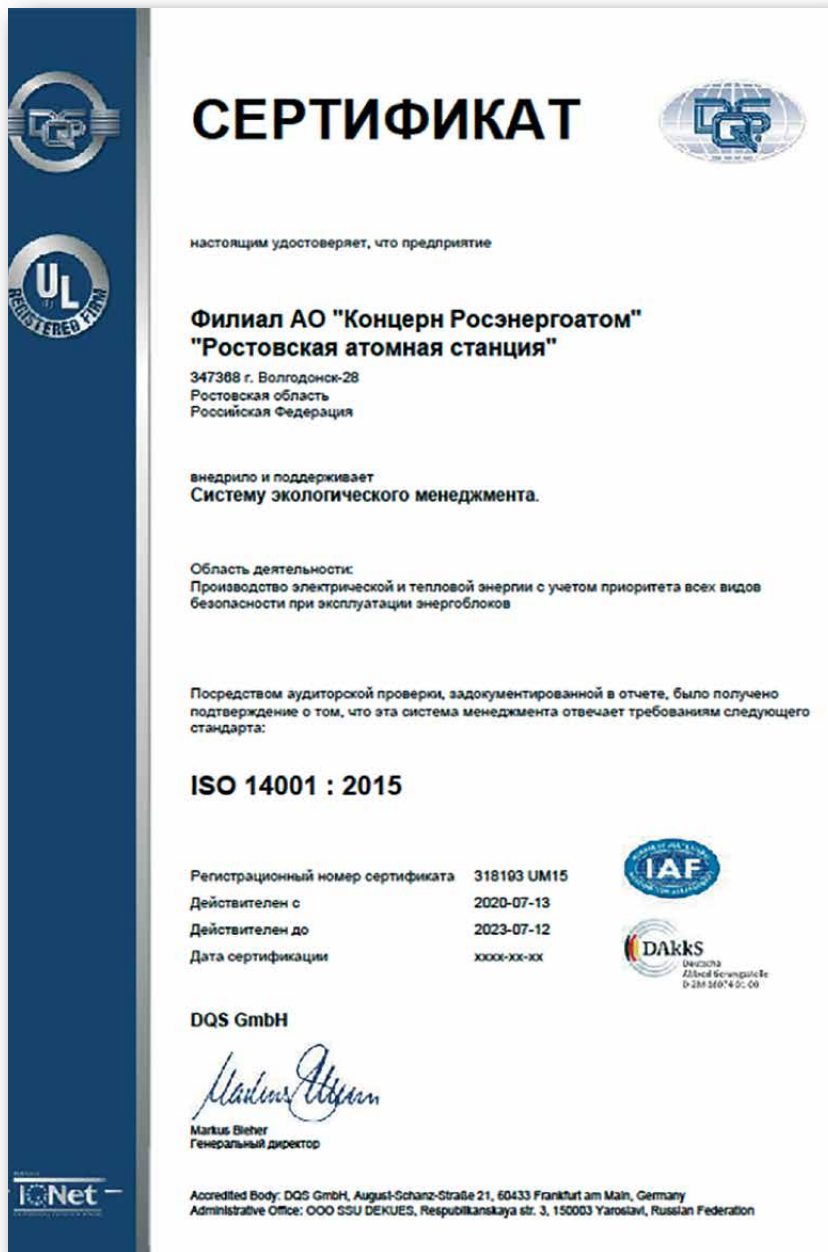 СЕРТИФИКАТ
DQS
DQS
настоящим удостоверяет, что предприятие
UL
REGISTERED FIRM
Филиал АО "Концерн Росэнергоатом"
"Ростовская атомная станция"
347368 г. Волгодонск-28
Ростовская область
Российская Федерация
внедрило и поддерживает
Систему экологического менеджмента.
Область деятельности:
Производство электрической и тепловой энергии с учетом приоритета всех видов
безопасности при эксплуатации энергоблоков
Посредством аудиторской проверки, задокументированной в отчете, было получено
подтверждение о том, что эта система менеджмента отвечает требованиям следующего
стандарта:
ISO 14001 : 2015
Регистрационный номер сертификата 318193 UM15
Действителен с 2020-07-13
Действителен до 2023-07-12
Дата сертификации xxxx-xx-xx
IAF
DAkkS
Deutsche
Akkreditierungsstelle
DQS GmbH
Markus Bleher
Генеральный директор
IQNet
Accredited Body: DQS GmbH, August-Schanz-Straße 21, 60433 Frankfurt am Main, Germany
Administrative Office: OOO SSU DEKUES, Respublikanskaya str. 3, 150003 Yaroslavl, Russian Federation